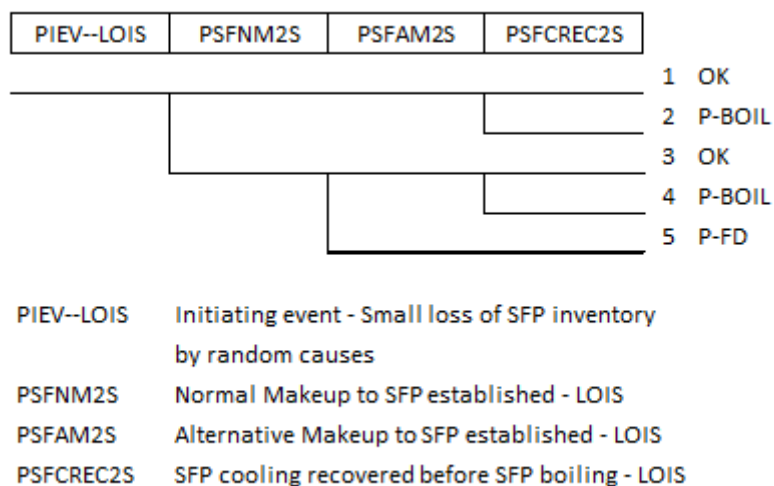 PIEV--LOIS PSFNM2S PSFAM2S PSFCREC2S
1 OK
2 P-BOIL
3 OK
4 P-BOIL
5 P-FD
PIEV--LOIS Initiating event - Small loss of SFP inventory
by random causes
PSFNM2S Normal Makeup to SFP established - LOIS
PSFAM2S Alternative Makeup to SFP established - LOIS
PSFCREC2S SFP cooling recovered before SFP boiling - LOIS